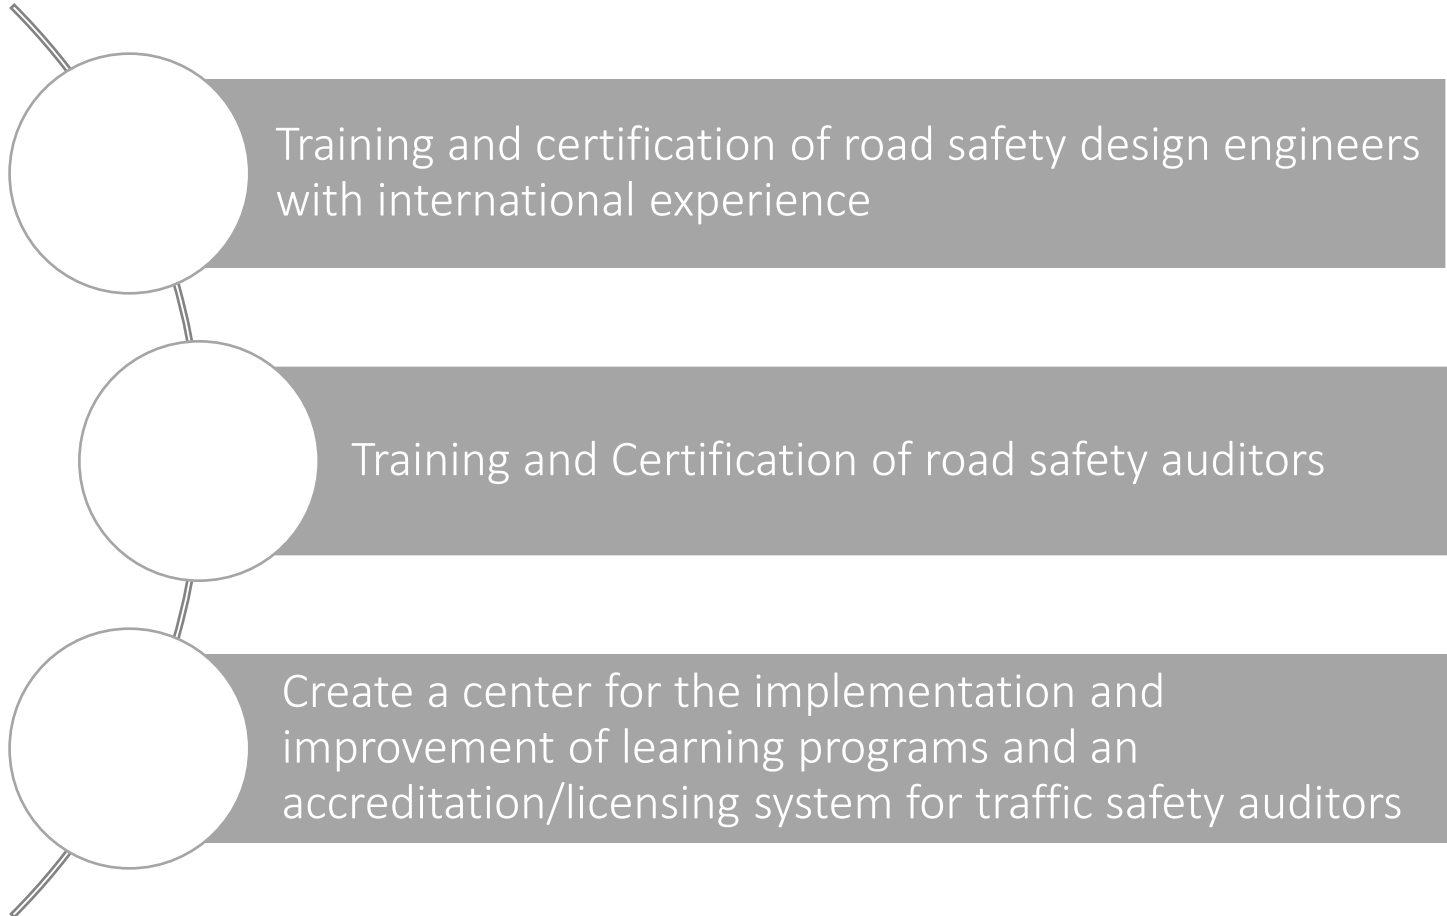 Training and certification of road safety design engineers
with international experience
Training and Certification of road safety auditors
Create a center for the implementation and
improvement of learning programs and an
accreditation/licensing system for traffic safety auditors